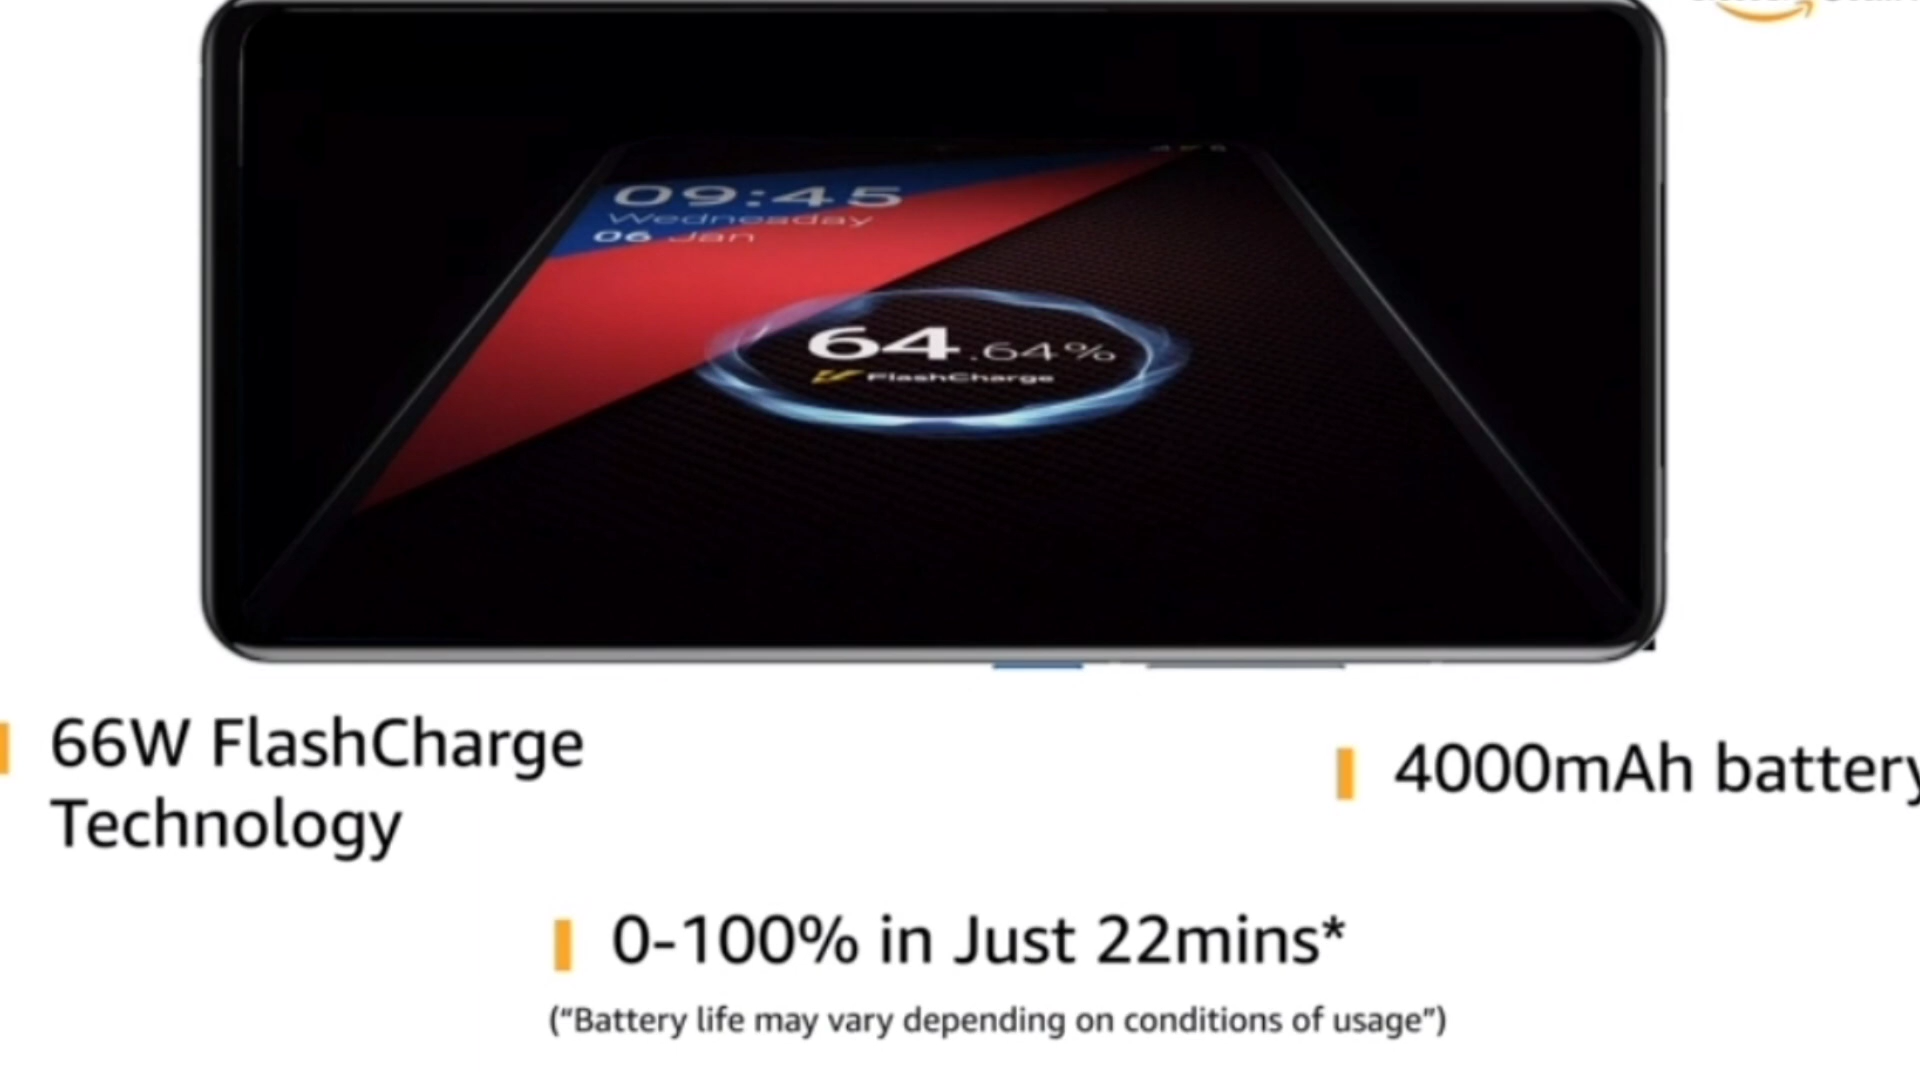 09:45
Wednesday
06 Jan
64.64%
FlashCharge
66W FlashCharge
Technology
4000mAh battery
0-100% in Just 22mins*
("Battery life may vary depending on conditions of usage")